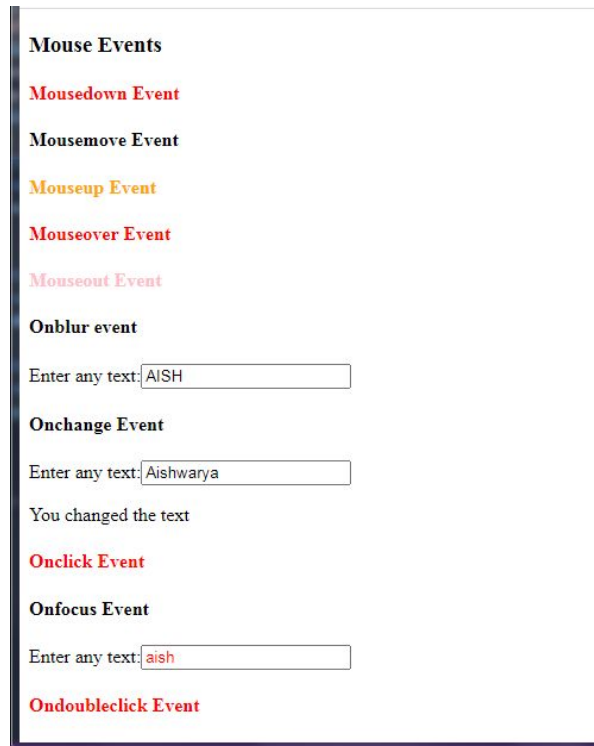 Mouse Events
Mousedown Event
Mousemove Event
Mouseup Event
Mouseover Event
Mouseout Event
Onblur event
Enter any text:AISH
Onchange Event
Enter any text:Aishwarya
You changed the text
Onclick Event
Onfocus Event
Enter any text:aish
Ondoubleclick Event